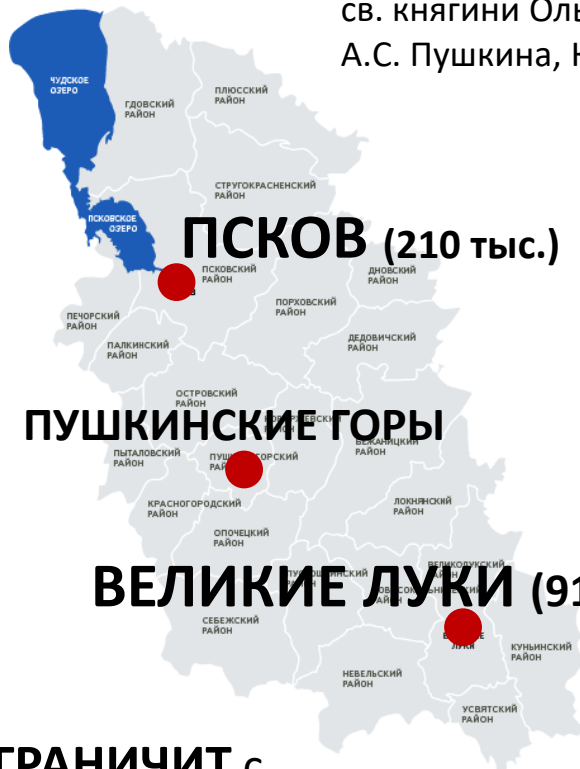 св. княгини Оль
А.С. Пушкина, Н
ЧУДСКОЕ
ОЗЕРО
ГДОВСКИЙ
РАЙОН
ПЛЮССКИЙ
РАЙОН
СТРУГОКРАСНЕНСКИЙ
РАЙОН
ПСКОВСКОЕ
ОЗЕРО
ПСКОВ (210 тыс.)
ПСКОВСКИЙ
РАЙОН
ДНОВСКИЙ
РАЙОН
ПОРХОВСКИЙ
РАЙОН
ПЕЧОРСКИЙ
РАЙОН
ПАЛКИНСКИЙ
РАЙОН
ДЕДОВИЧСКИЙ
РАЙОН
ОСТРОВСКИЙ
РАЙОН
ПУШКИНСКИЕ ГОРЫ
БЕЖАНИЦКИЙ
РАЙОН
ПЫТАЛОВСКИЙ
РАЙОН
КРАСНОГОРОДСКИЙ
РАЙОН
ЛОКНЯНСКИЙ
РАЙОН
ОПОЧЕЦКИЙ
РАЙОН
ВЕЛИКИЕ ЛУКИ (91
СЕБЕЖСКИЙ
РАЙОН
ЛУКИ
КУНЬИНСКИЙ
РАЙОН
НЕВЕЛЬСКИЙ
РАЙОН
УСВЯТСКИЙ
РАЙОН
ГРАНИЧИТ с